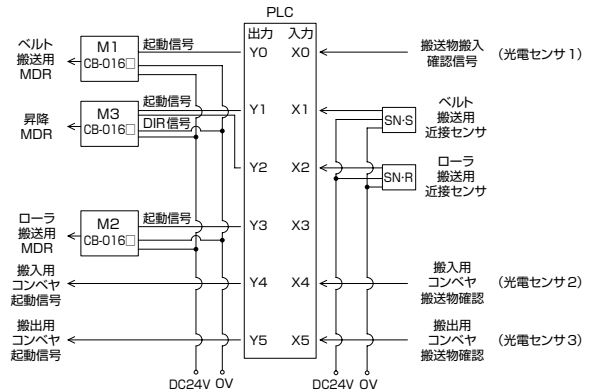 PLC
出力 入力
ベルト
搬送用
MDR
M1
CB-016□
起動信号
Y0 X0
搬送物搬入
確認信号
(光電センサ1)
昇降
MDR
M3
CB-016□
起動信号
DIR信号
Y1 X1
SN·S
ベルト
搬送用
近接センサ
Y2 X2
SN·R
ローラ
搬送用
近接センサ
ローラ
搬送用
MDR
M2
CB-016□
起動信号
Y3 X3
搬入用
コンベヤ
起動信号
Y4 X4
搬入用
コンベヤ
搬送物確認
(光電センサ2)
搬出用
コンベヤ
起動信号
Y5 X5
搬出用
コンベヤ
搬送物確認
(光電センサ3)
DC24V 0V
DC24V 0V